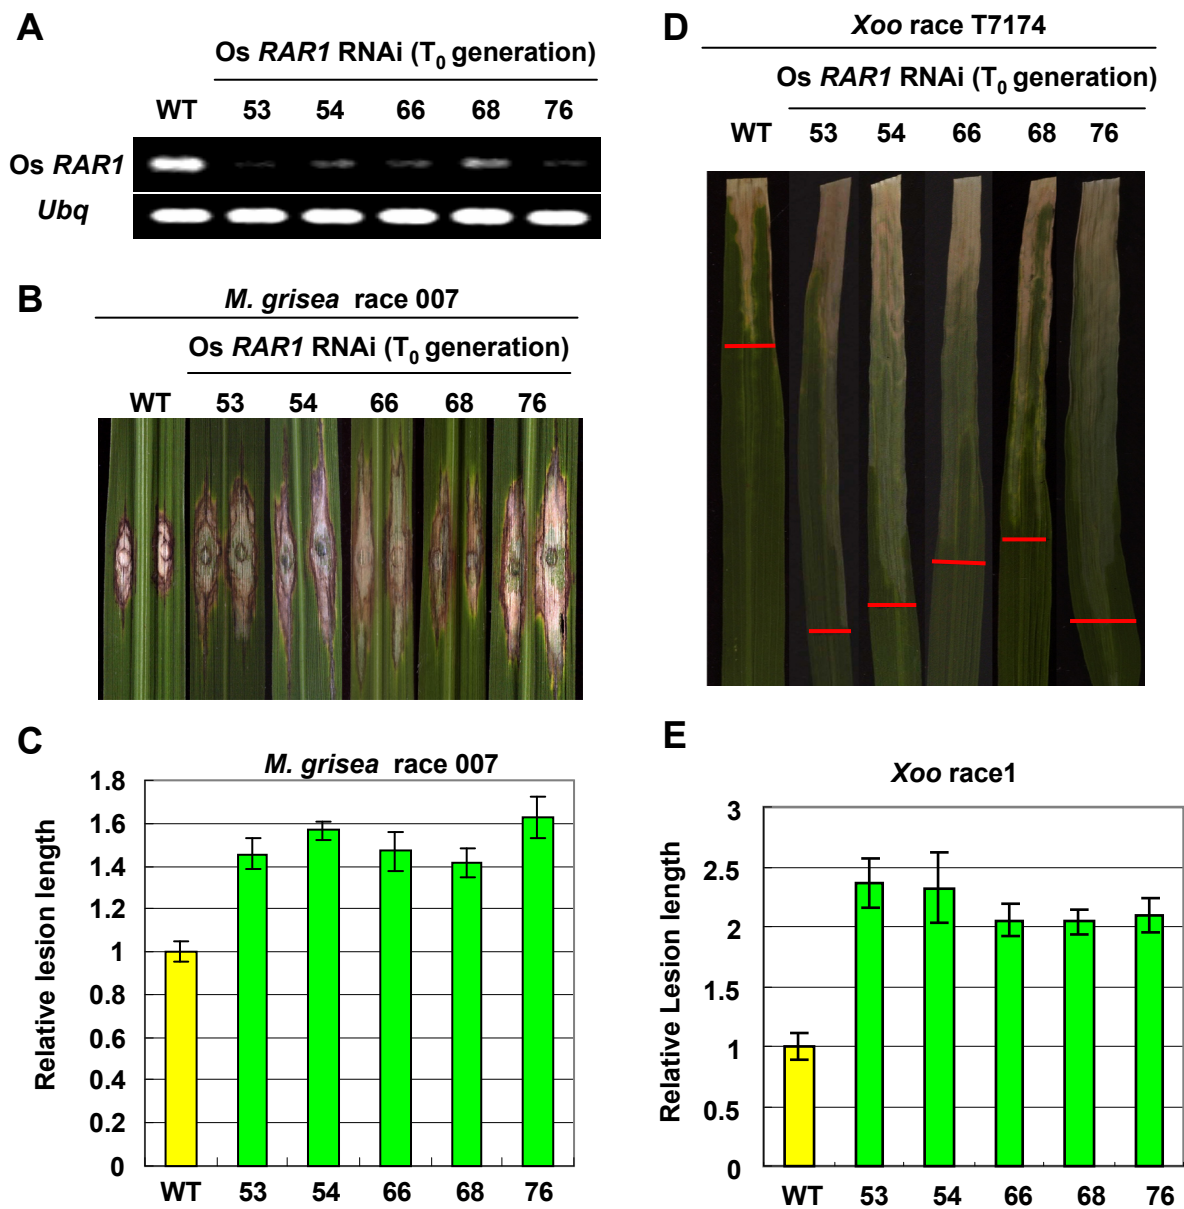 A
Os RAR1 RNAi (T0 generation)
WT 53 54 66 68 76
Os RAR1
Ubq
B
M. grisea race 007
Os RAR1 RNAi (T0 generation)
WT 53 54 66 68 76
C
M. grisea race 007
Relative lesion length
1.8
1.6
1.4
1.2
1
0.8
0.6
0.4
0.2
0
WT 53 54 66 68 76
D
Xoo race T7174
Os RAR1 RNAi (T0 generation)
WT 53 54 66 68 76
E
Xoo race1
Relative Lesion length
3
2.5
2
1.5
1
0.5
0
WT 53 54 66 68 76